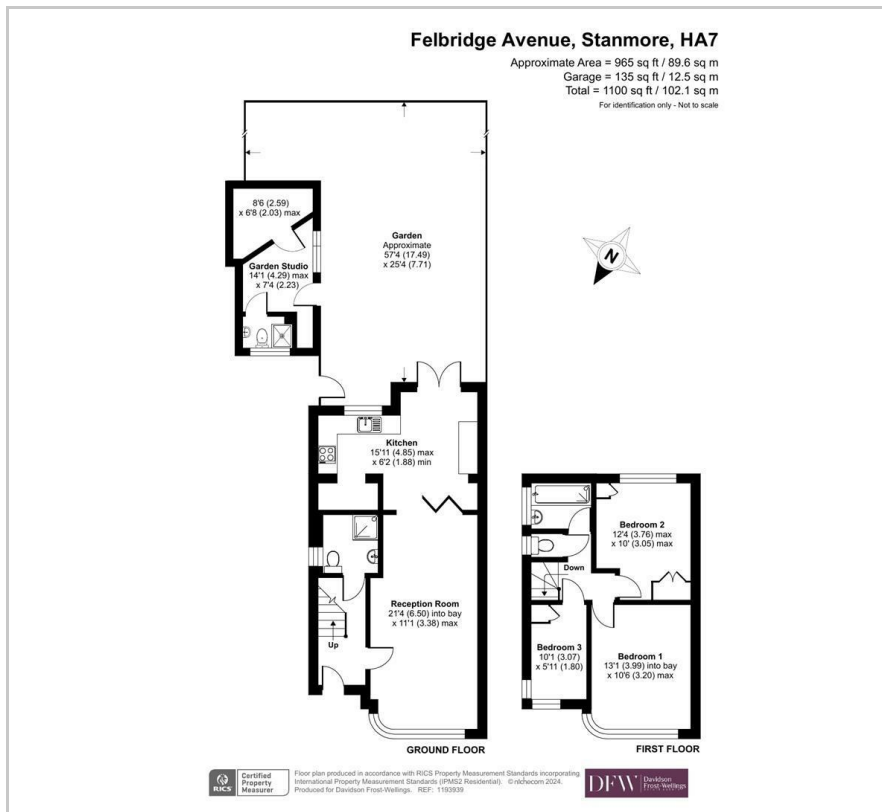 Felbridge Avenue, Stanmore, HA7
Approximate Area = 965 sq ft / 89.6 sq m
Garage = 135 sq ft / 12.5 sq m
Total = 1100 sq ft / 102.1 sq m
For identification only - Not to scale
8'6 (2.59)
x 6'8 (2.03) max
Garden
Approximate
57'4 (17.49)
x 25'4 (7.71)
N
Garden Studio
14'1 (4.29) max
x 7'4 (2.23)
Kitchen
15'11 (4.85) max
x 6'2 (1.88) min
Bedroom 2
12'4 (3.76) max
x 10' (3.05) max
Down
Reception Room
21'4 (6.50) into bay
x 11'1 (3.38) max
Up
Bedroom 3
10'1 (3.07)
x 5'11 (1.80)
Bedroom 1
13'1 (3.99) into bay
x 10'6 (3.20) max
GROUND FLOOR
FIRST FLOOR
RICS
Certified
Property
Measurer
Floor plan produced in accordance with RICS Property Measurement Standards incorporating
International Property Measurement Standards (IPMS2 Residential). © nichecom 2024.
Produced for Davidson Frost-Wellings. REF: 1193939
DFW
Davidson
Frost-Wellings